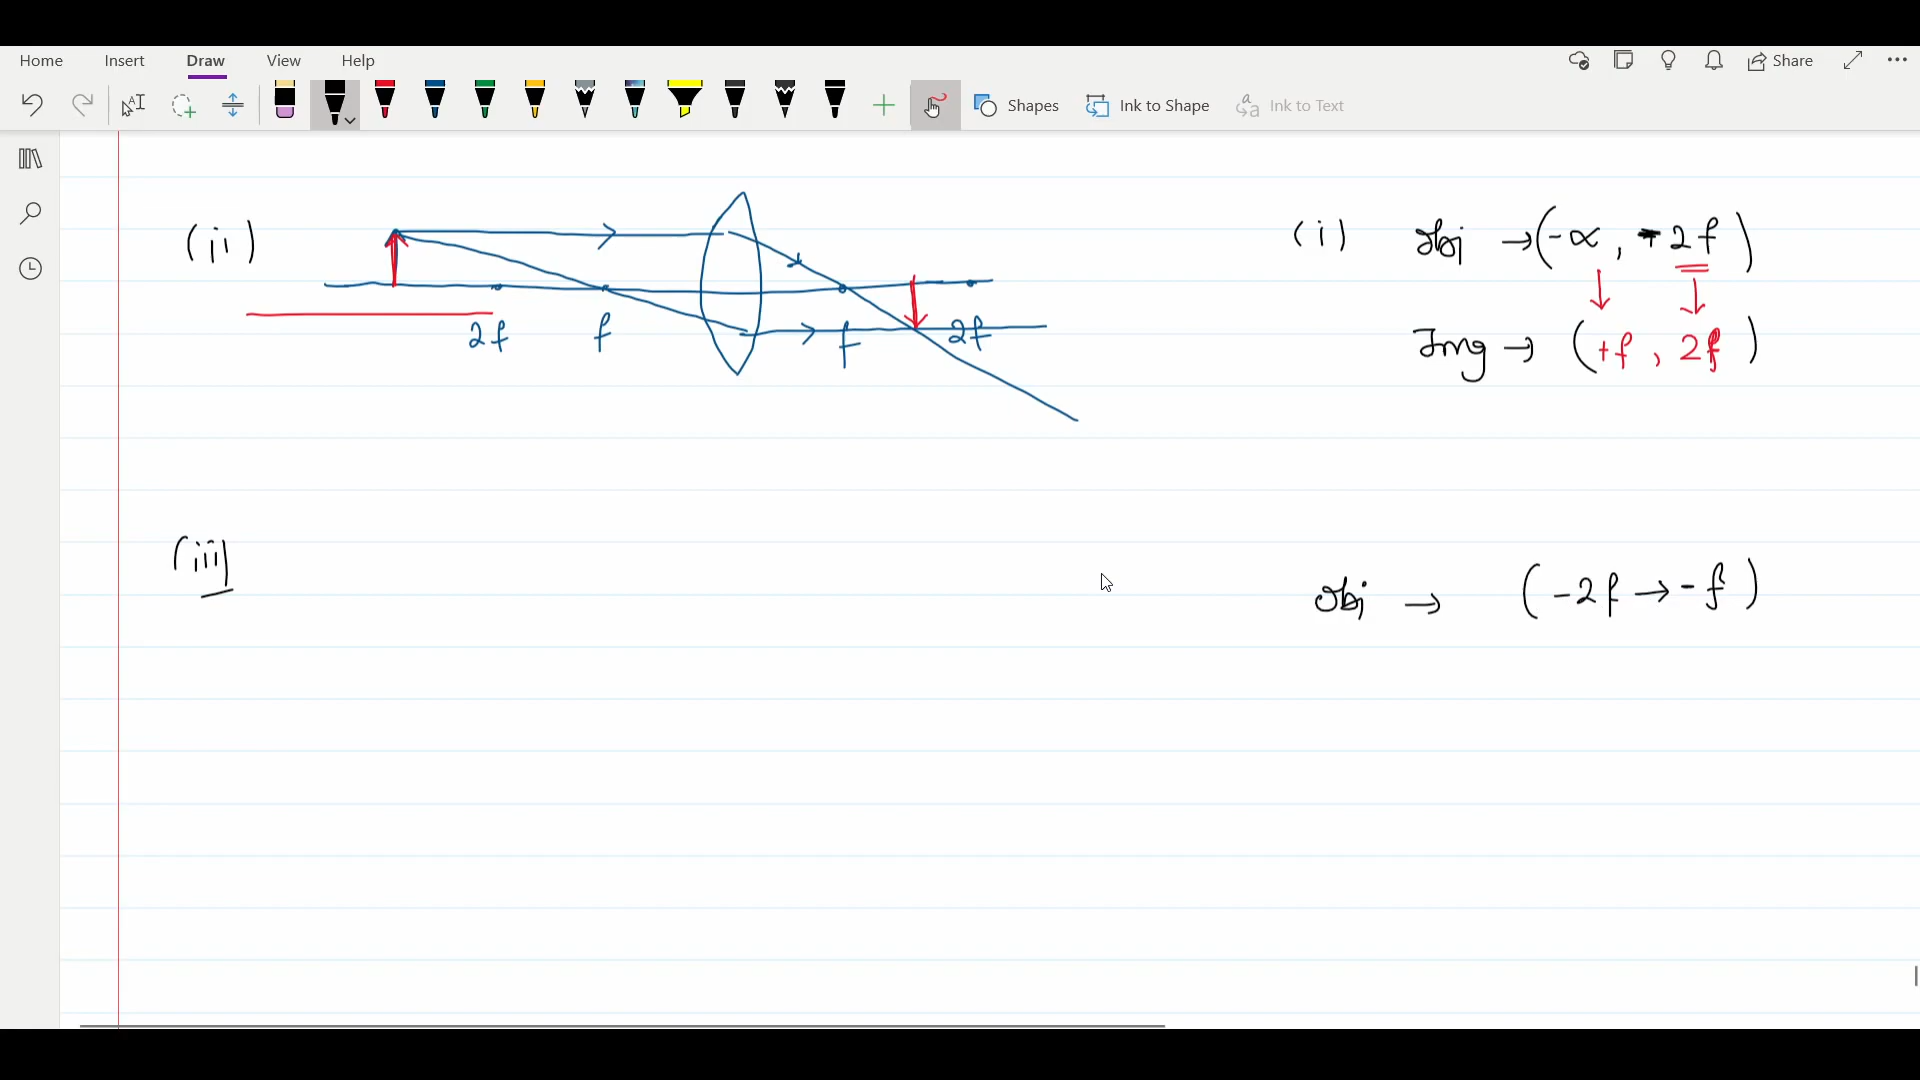 Home Insert Draw View Help Share
Shapes Ink to Shape Ink to Text
(ii)
2f f f 2f
(i) Obj → (-∝, -2f)
Img → (+f, 2f)
(iii)
Obj → (-2f → -f)